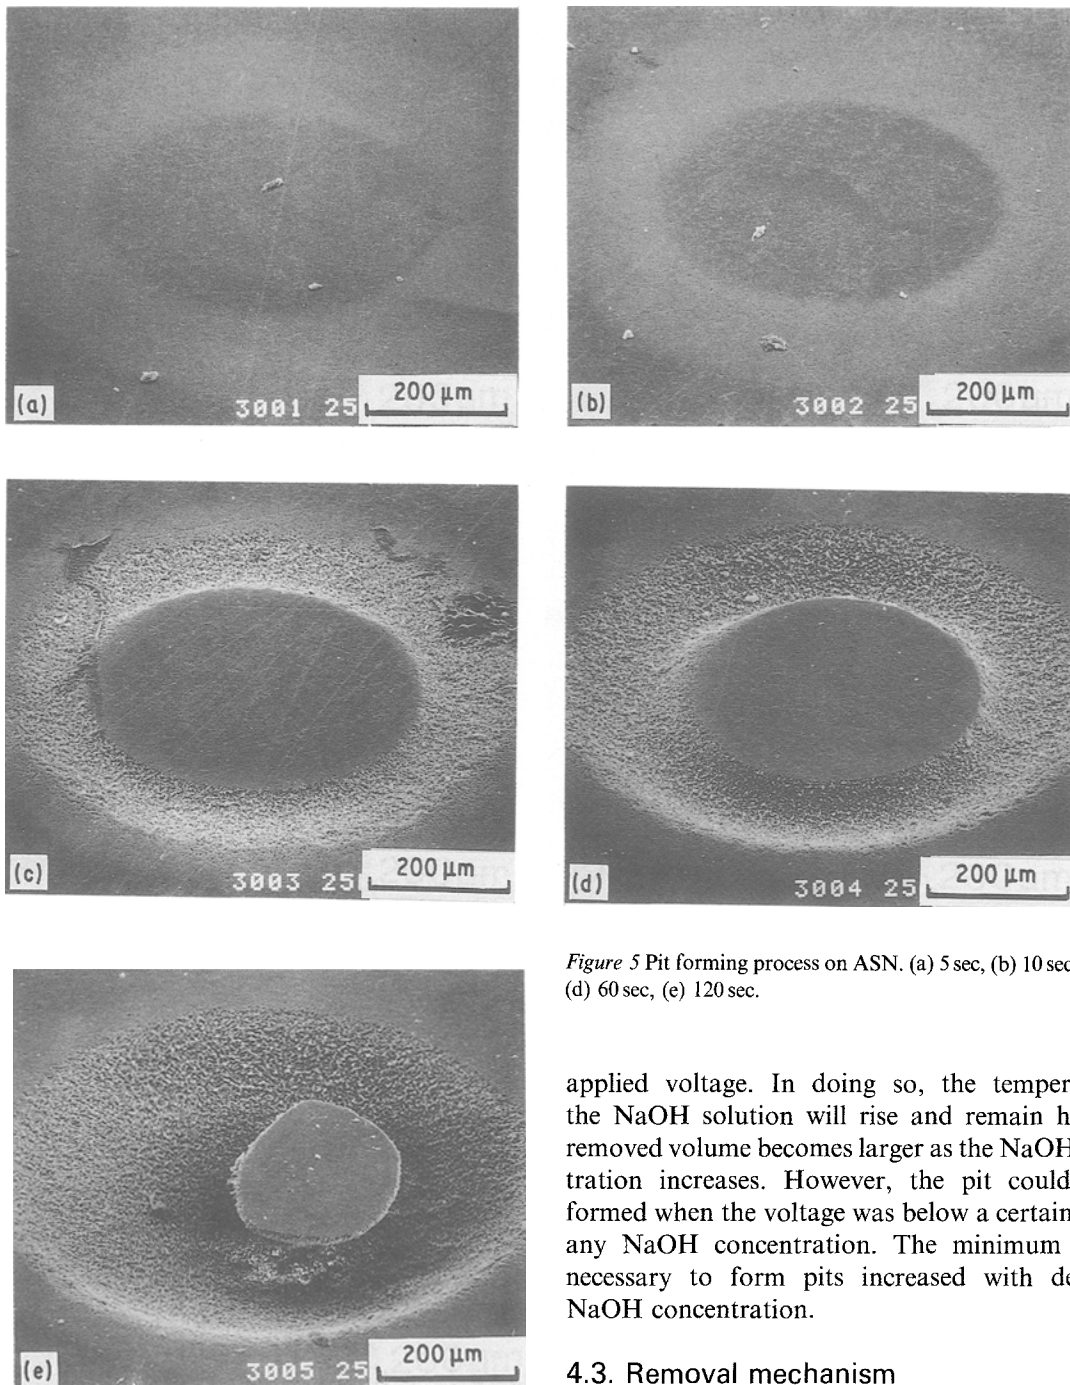 (a)
3001 25
200 μm
(b)
3002 25
200 μm
(c)
3003 25
200 μm
(d)
3004 25
200 μm
(e)
3005 25
200 μm
Figure 5 Pit forming process on ASN. (a) 5 sec, (b) 10 sec
(d) 60 sec, (e) 120 sec.
applied voltage. In doing so, the temper
the NaOH solution will rise and remain h
removed volume becomes larger as the NaOH
tration increases. However, the pit could
formed when the voltage was below a certain
any NaOH concentration. The minimum
necessary to form pits increased with de
NaOH concentration.
4.3. Removal mechanism